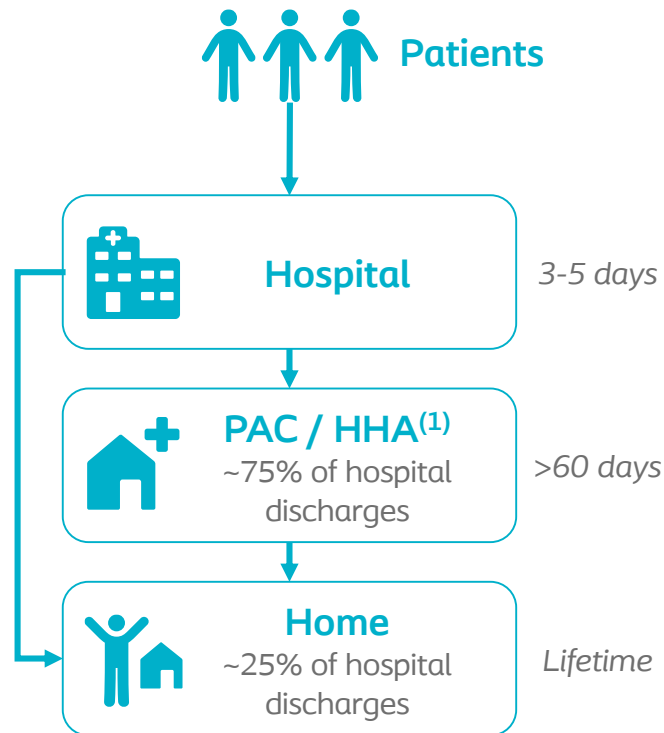 Patients
Hospital
3-5 days
PAC / HHA(1)
~75% of hospital
discharges
>60 days
Home
~25% of hospital
discharges
Lifetime